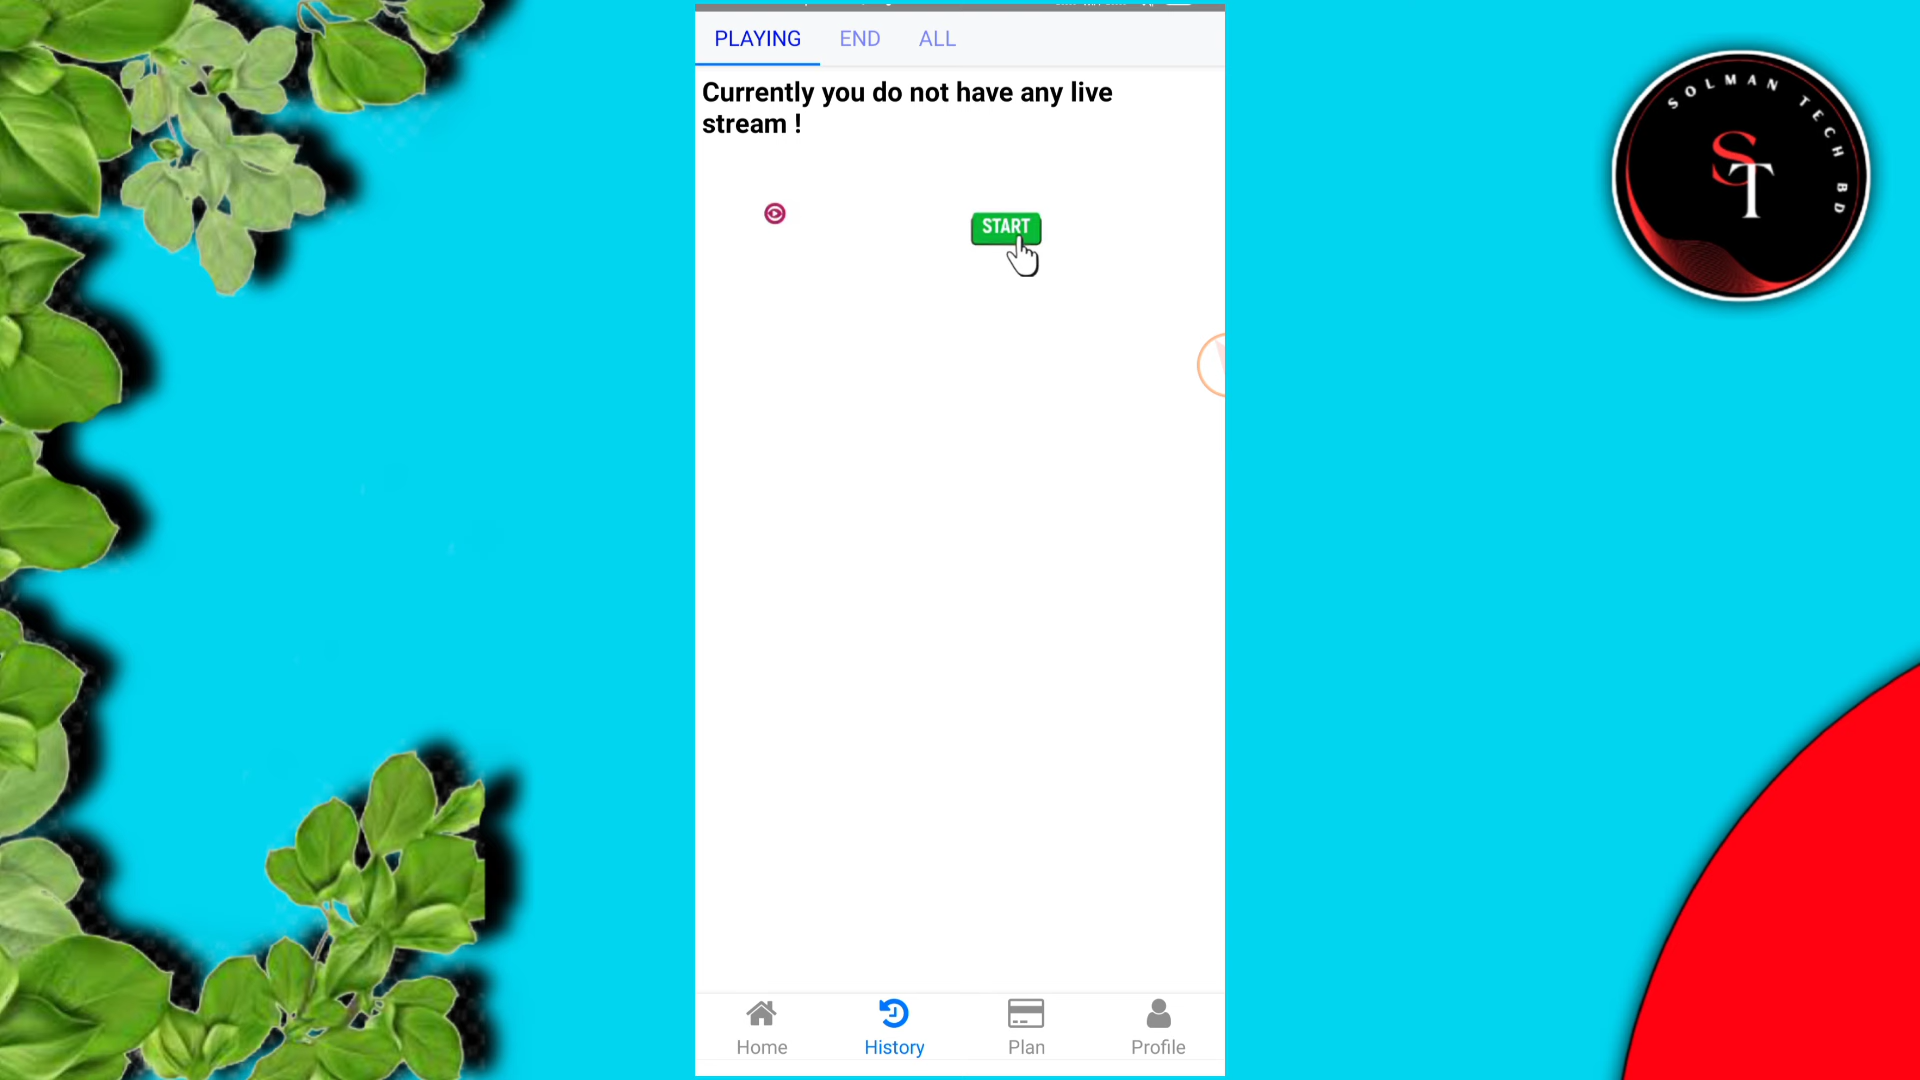 PLAYING END ALL
Currently you do not have any live
stream !
START
SOLMAN TECH BD
ST
Home History Plan Profile